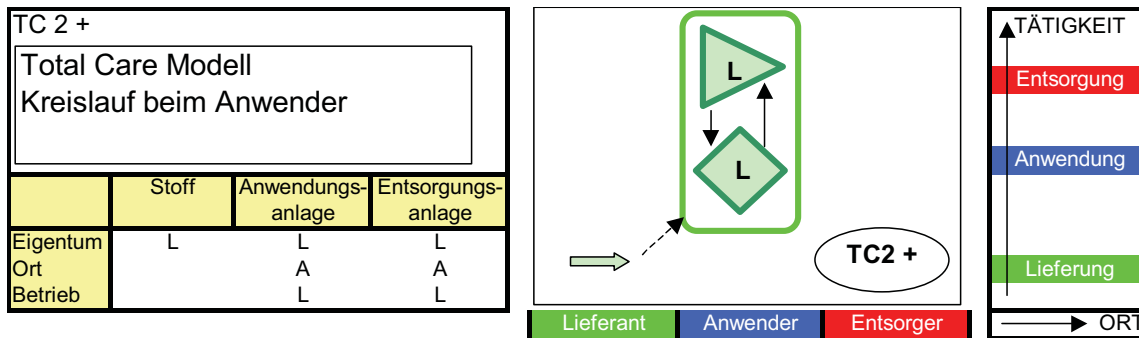 TC 2 +
Total Care Modell
Kreislauf beim Anwender
Stoff Anwendungs- Entsorgungs-
anlage anlage
Eigentum L L L
Ort A A
Betrieb L L
L
L
TC2 +
Lieferant Anwender Entsorger
TÄTIGKEIT
Entsorgung
Anwendung
Lieferung
ORT